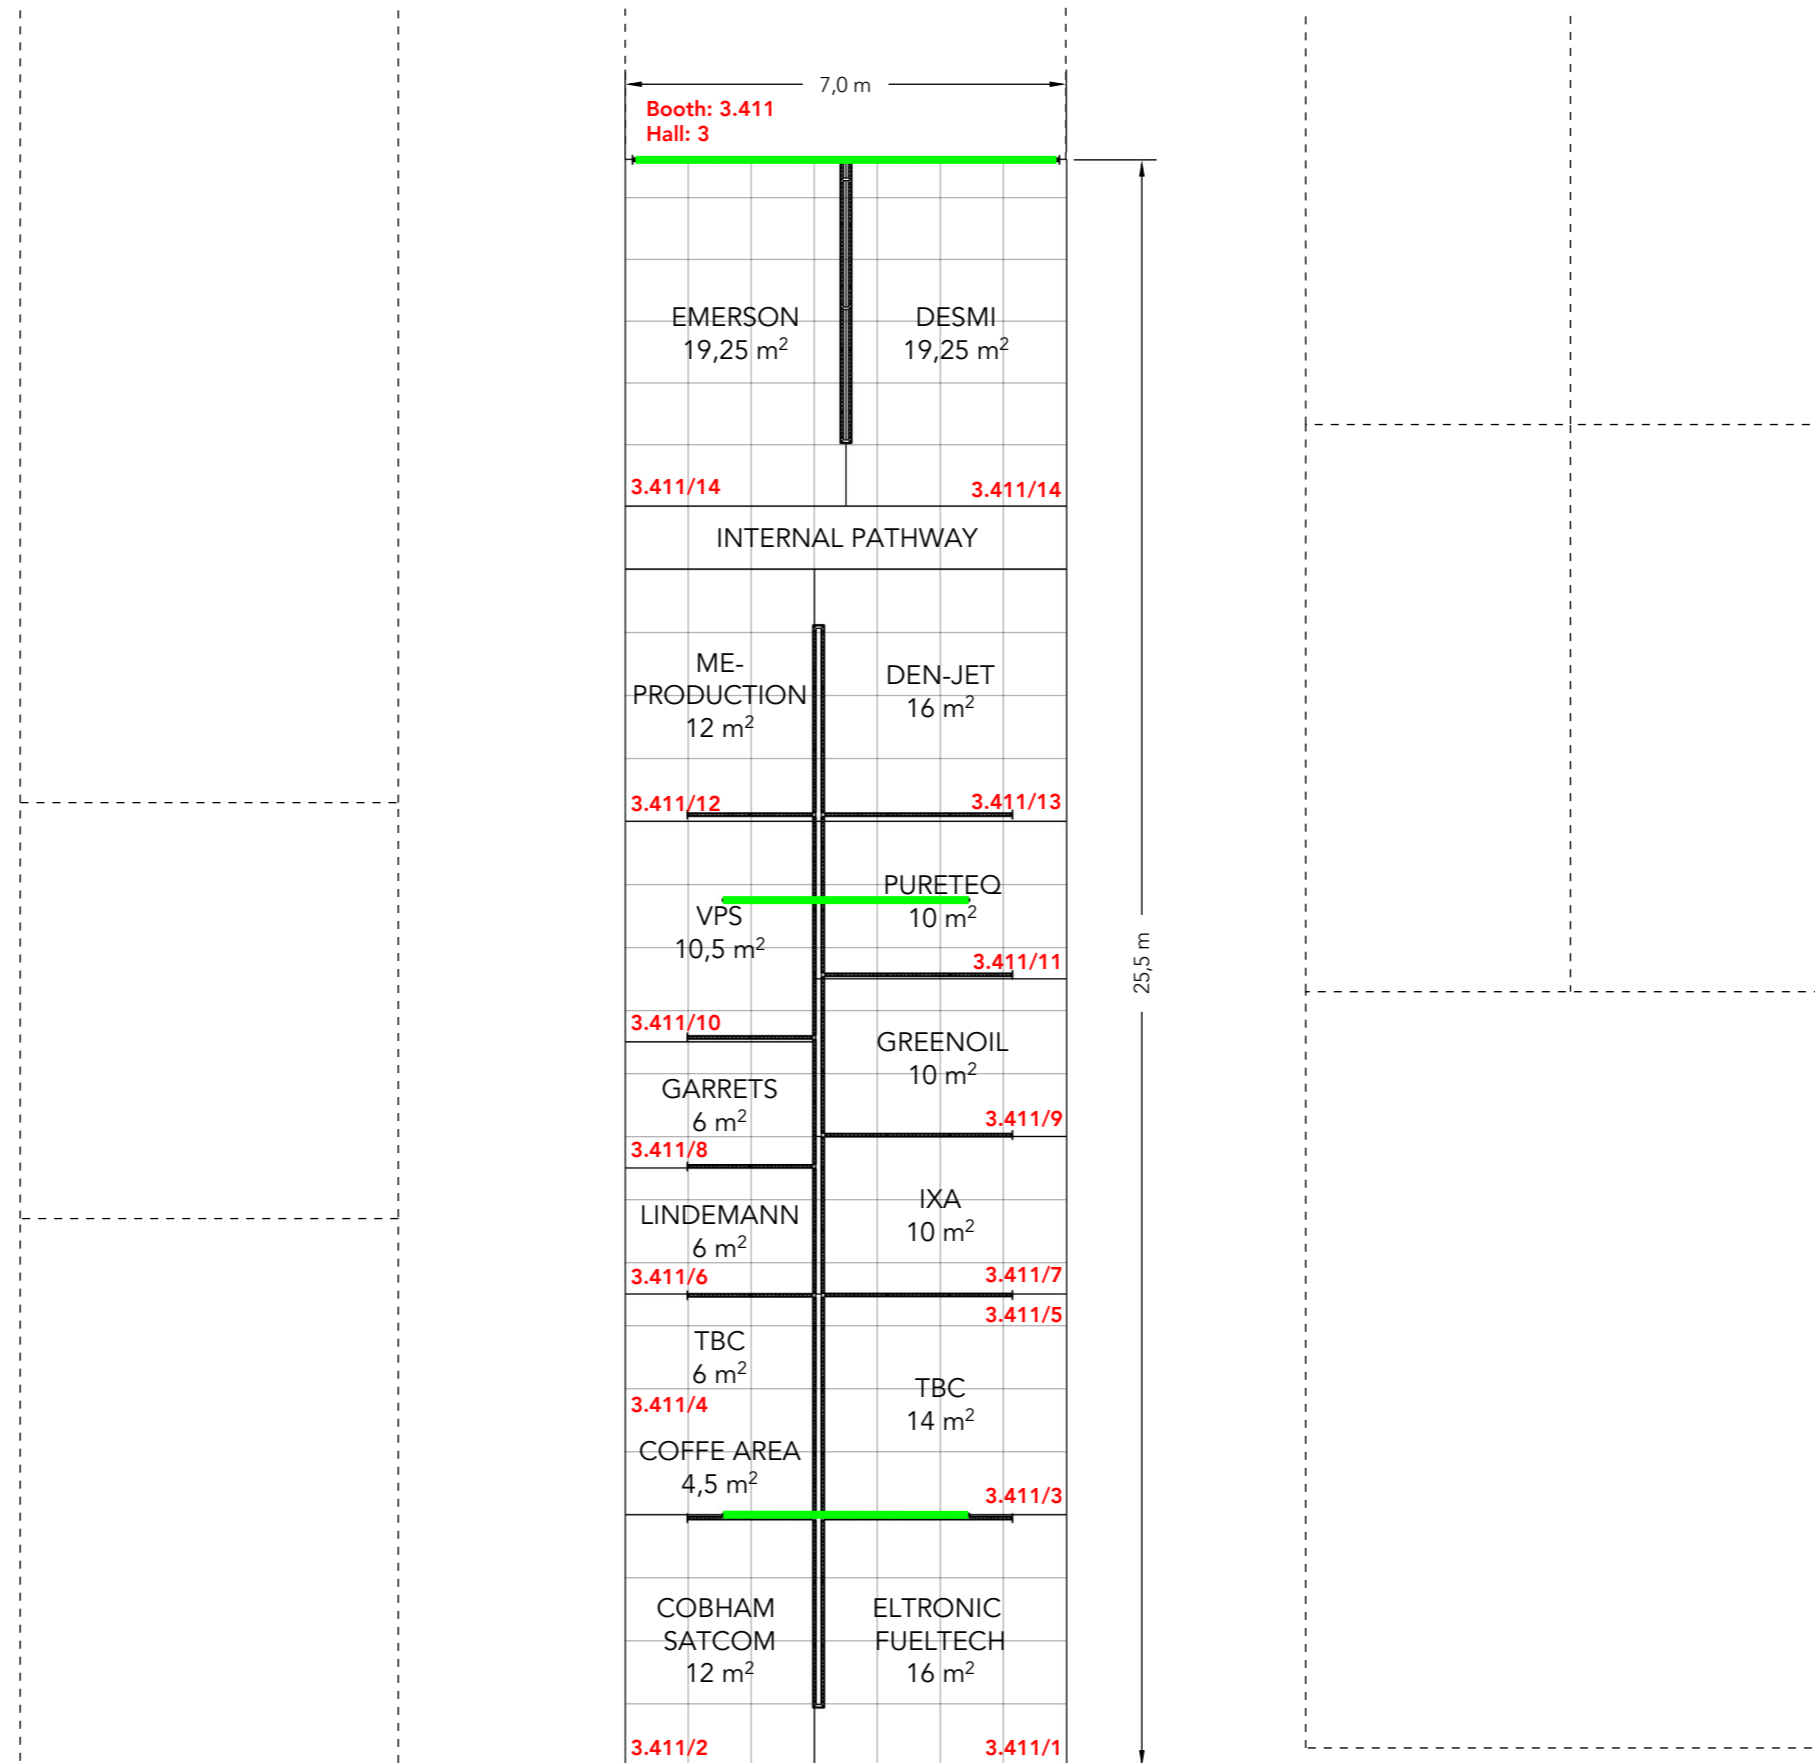 7,0 m
Booth: 3.411
Hall: 3
EMERSON
19,25 m²
DESMI
19,25 m²
3.411/14
3.411/14
INTERNAL PATHWAY
ME-
PRODUCTION
12 m²
DEN-JET
16 m²
3.411/12
3.411/13
PURETEQ
10 m²
VPS
10,5 m²
3.411/11
25,5 m
3.411/10
GREENOIL
10 m²
GARRETS
6 m²
3.411/9
3.411/8
IXA
10 m²
LINDEMANN
6 m²
3.411/6
3.411/7
3.411/5
TBC
6 m²
TBC
14 m²
3.411/4
COFFE AREA
4,5 m²
3.411/3
COBHAM
SATCOM
12 m²
ELTRONIC
FUELTECH
16 m²
3.411/2
3.411/1